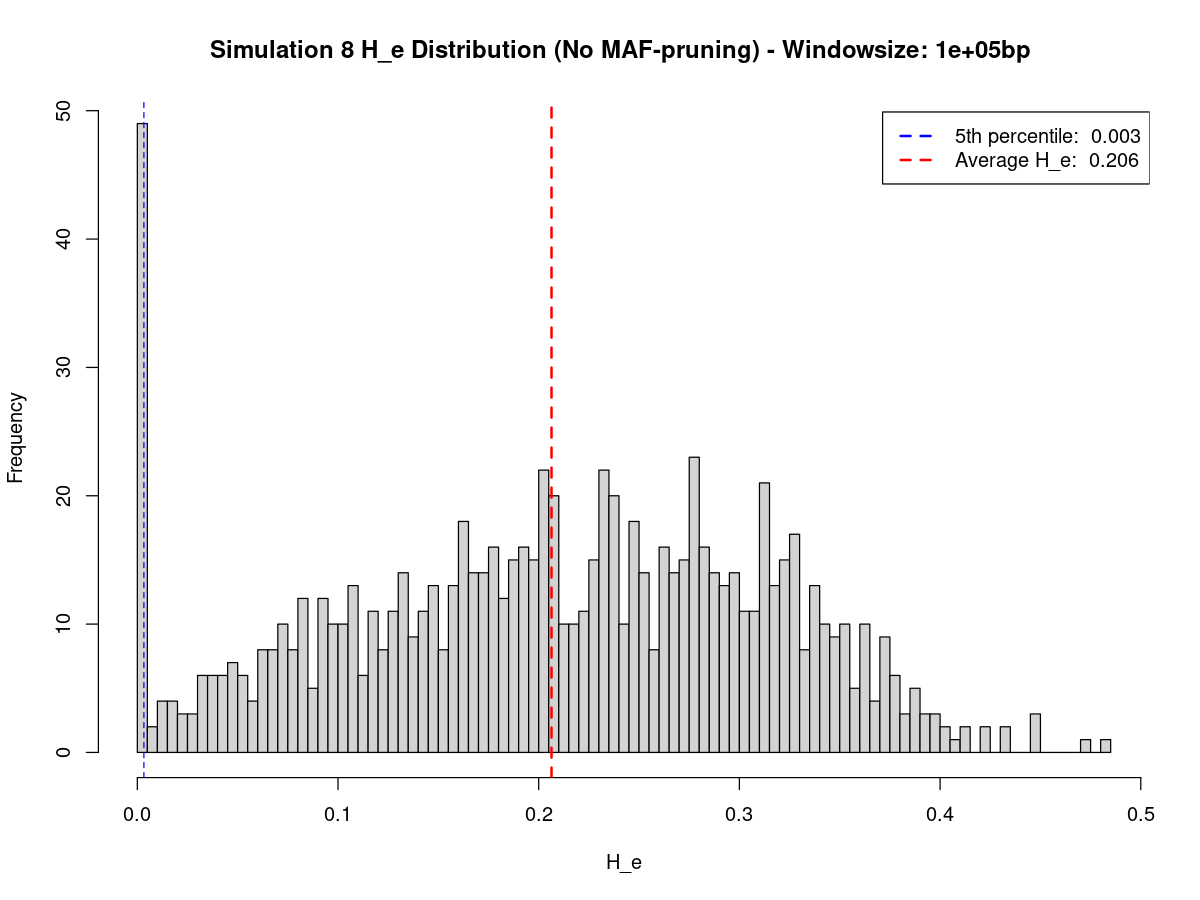 Simulation 8 H_e Distribution (No MAF-pruning) - Windowsize: 1e+05bp
5th percentile: 0.003
Average H_e: 0.206
Frequency
50
40
30
20
10
0
0.0 0.1 0.2 0.3 0.4 0.5
H_e